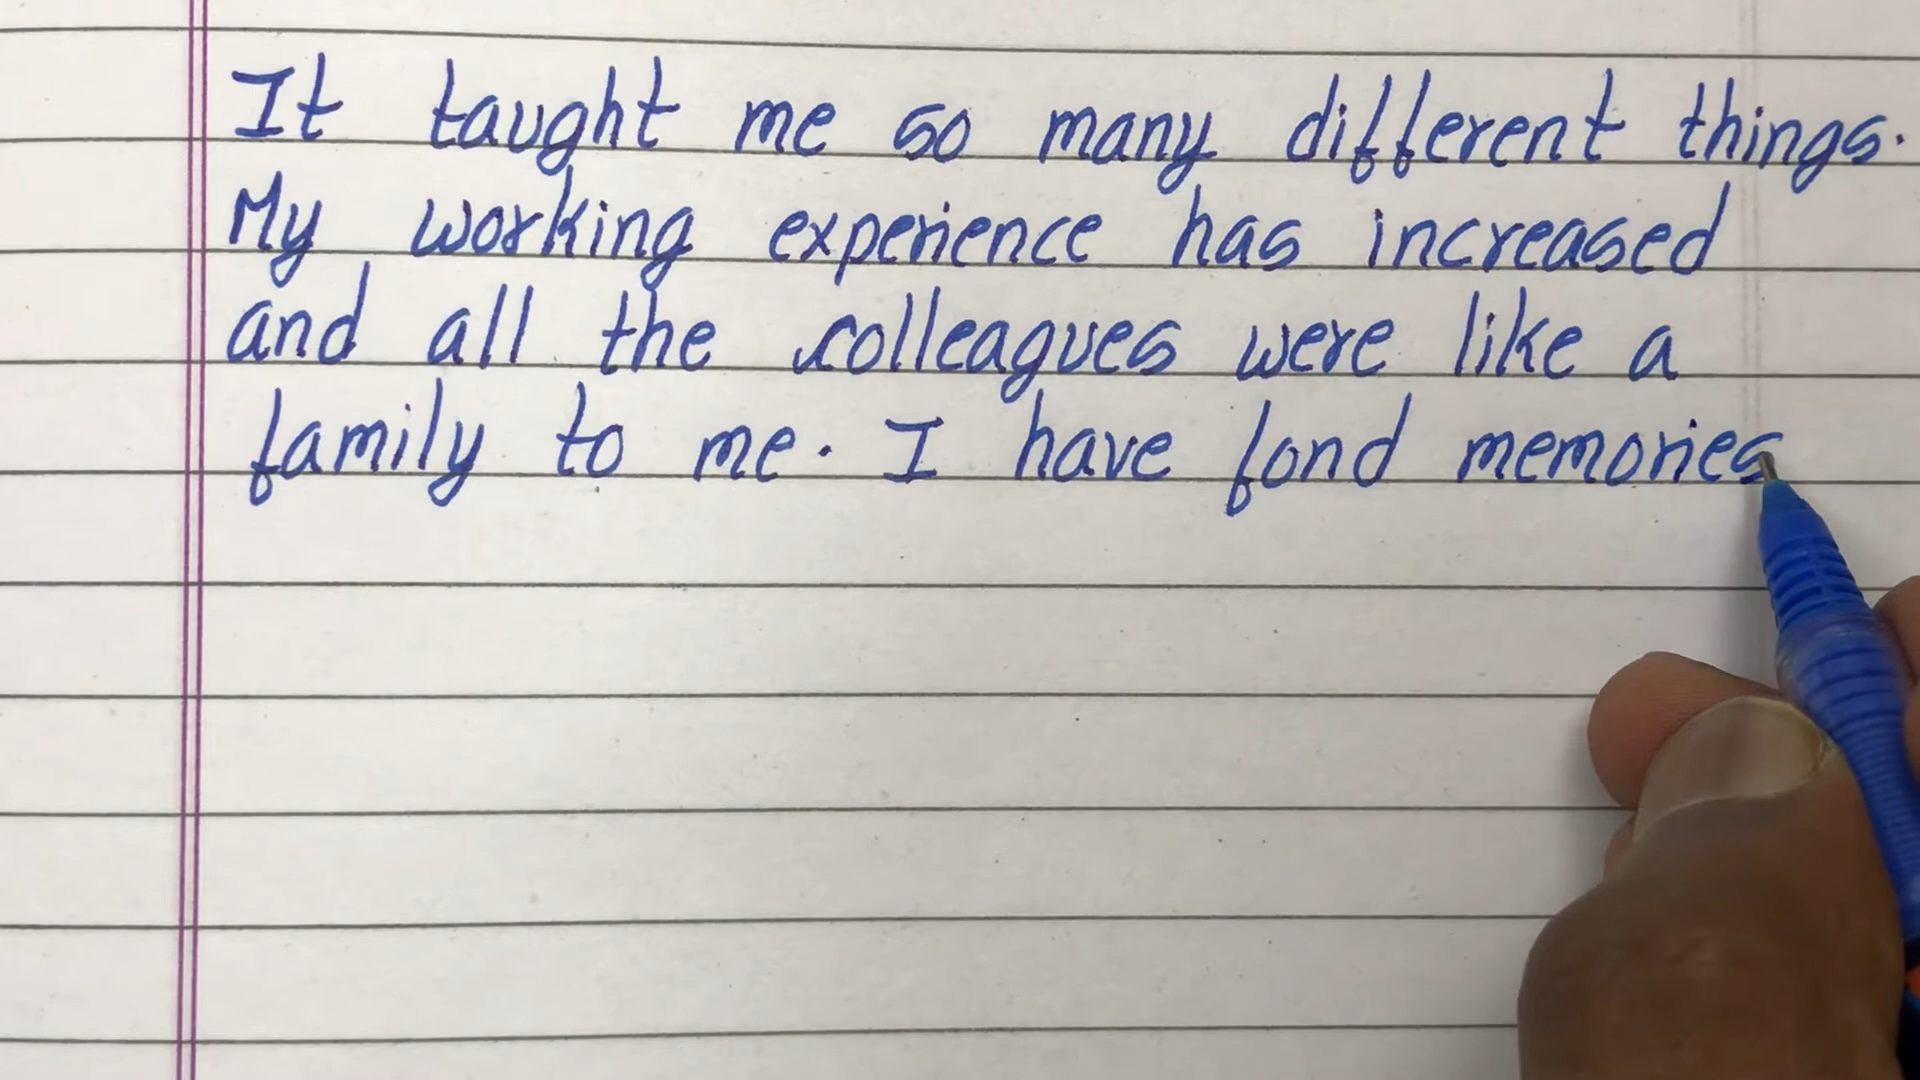 It taught me so many different things.
My working experience has increased
and all the colleagues were like a
family to me. I have fond memories